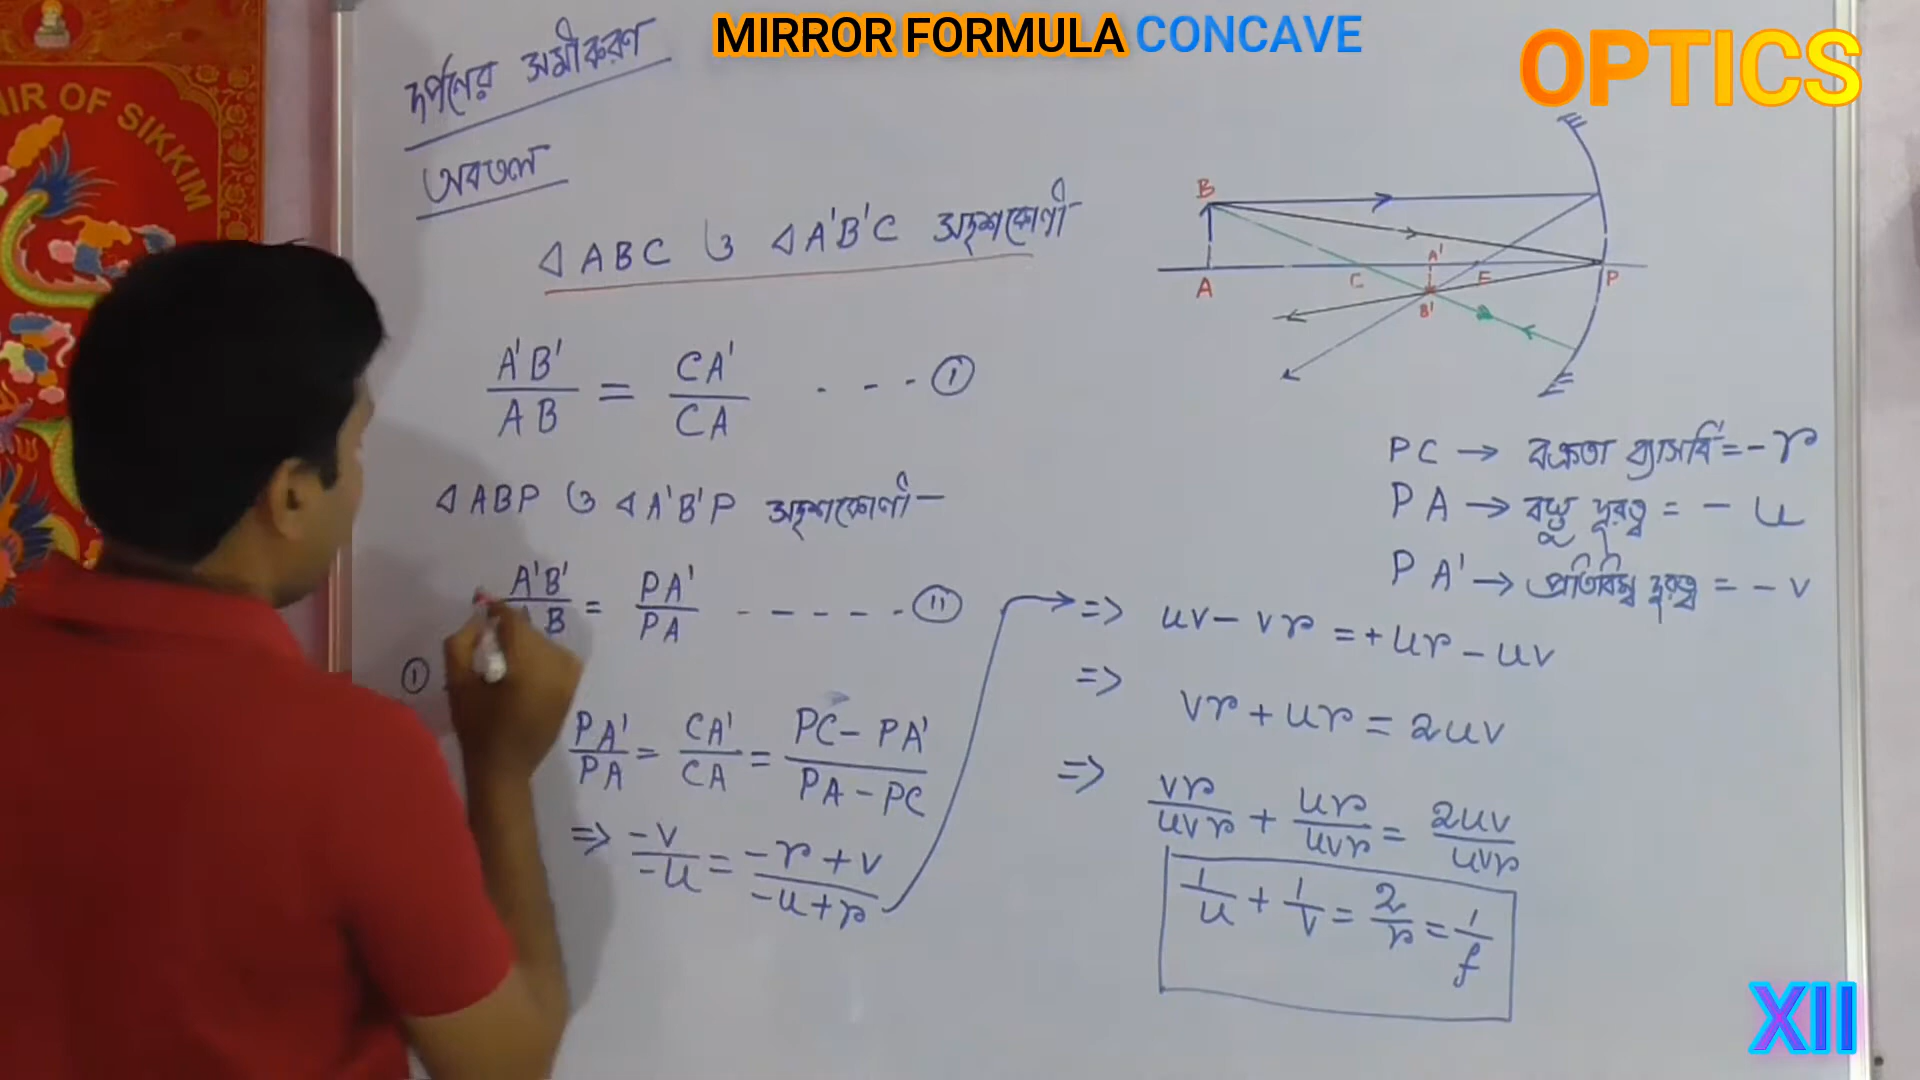 MIRROR FORMULA CONCAVE
OPTICS
দর্পনের সমীকরণ
অবতল
NIR OF SIKKIM
B
A
C
A'
B'
F
P
Δ ABC ও Δ A'B'C সদৃশকোণী
A'B'/AB = CA'/CA - - - (I)
Δ ABP ও Δ A'B'P সদৃশকোণী
A'B'/AB = PA'/PA - - - - - (II)
(I)
PA'/PA = CA'/CA = PC - PA'/PA - PC
=> -v/-u = -r + v/-u + r
PC → বক্রতা ব্যাসার্ধ = - r
PA → বস্তু দূরত্ব = - u
PA' → প্রতিবিম্ব দূরত্ব = - v
=> uv - vr = + ur - uv
=> vr + ur = 2uv
=> vr/uvr + ur/uvr = 2uv/uvr
1/u + 1/v = 2/r = 1/f
XII